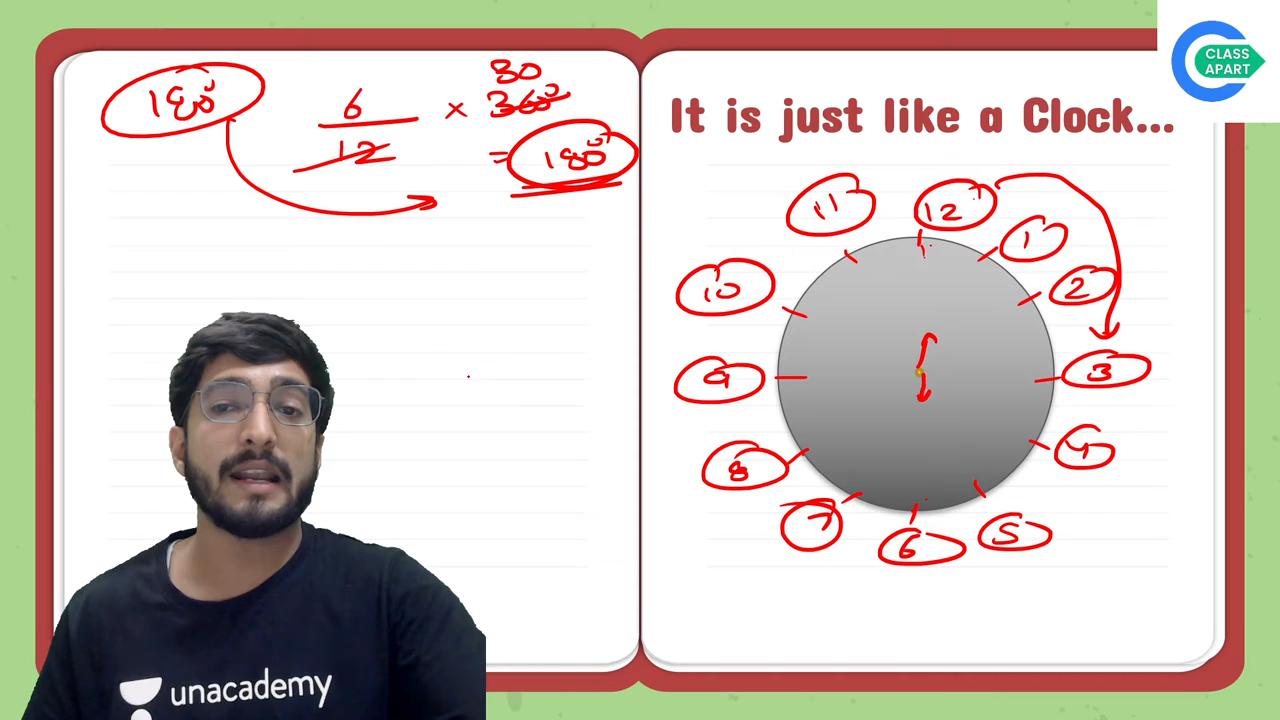 CLASS
APART
180°
6/12 × 360° 30
= 180°
It is just like a Clock...
11
12
1
10
2
9
3
8
4
7
6
5
unacademy